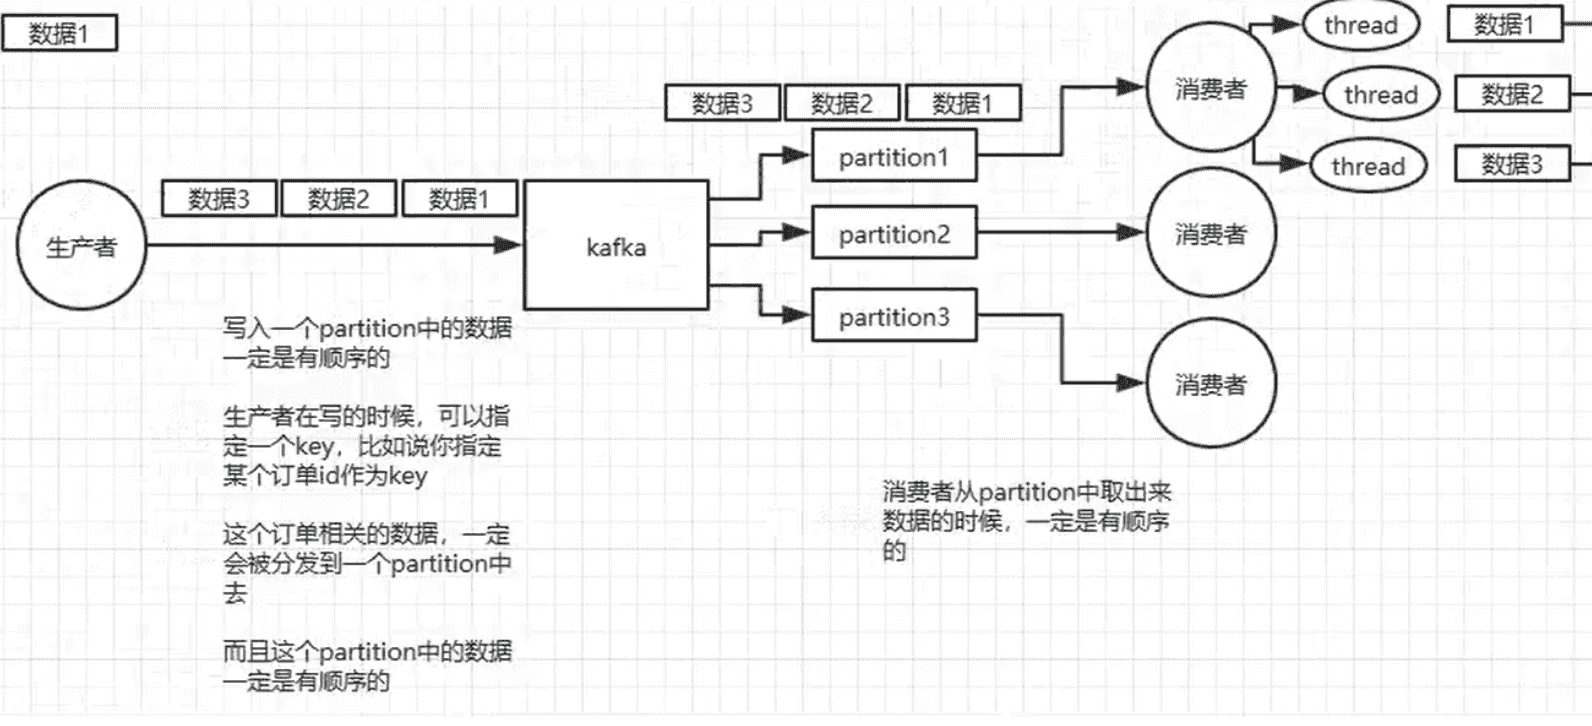 数据1
thread
数据1
消费者
thread
数据2
数据3
数据2
数据1
partition1
thread
数据3
数据3
数据2
数据1
生产者
kafka
partition2
消费者
partition3
消费者
写入一个partition中的数据
一定是有顺序的
生产者在写的时候，可以指
定一个key，比如说你指定
某个订单id作为key
这个订单相关的数据，一定
会被分发到一个partition中
去
而且这个partition中的数据
一定是有顺序的
消费者从partition中取出来
数据的时候，一定是有顺序
的